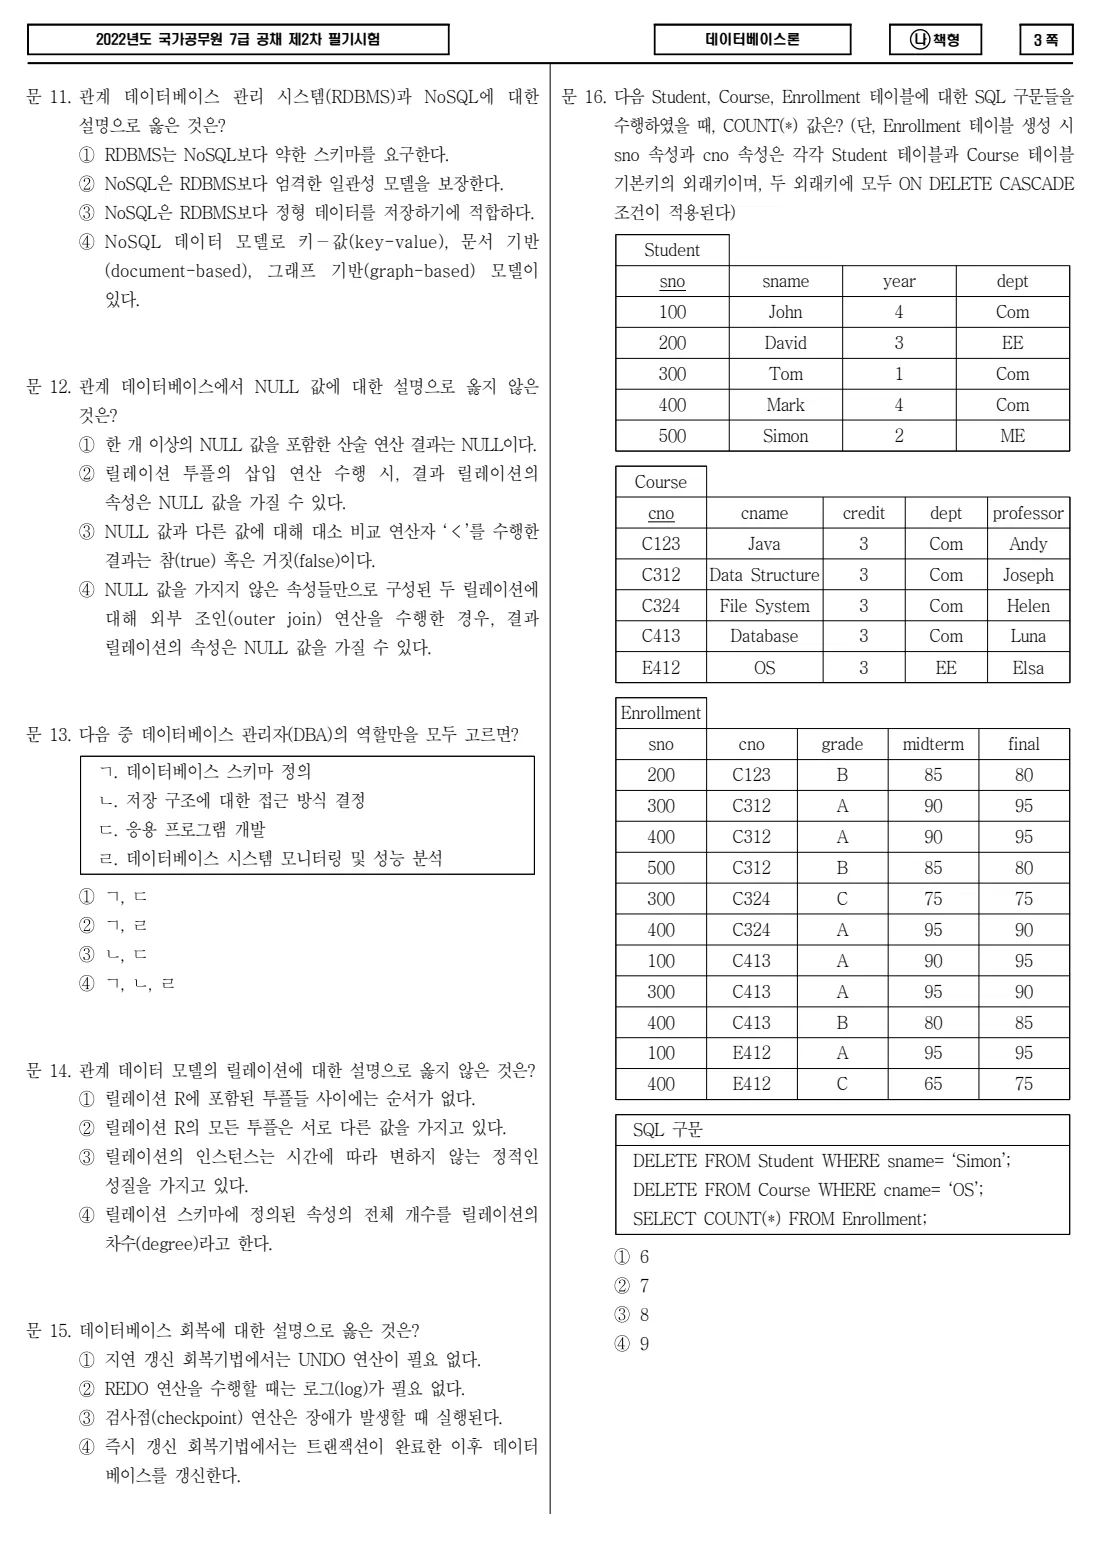 2022년도 국가공무원 7급 공채 제2차 필기시험
데이터베이스론
㉯ 책형
3 쪽
문 11. 관계 데이터베이스 관리 시스템(RDBMS)과 NoSQL에 대한
설명으로 옳은 것은?
① RDBMS는 NoSQL보다 약한 스키마를 요구한다.
② NoSQL은 RDBMS보다 엄격한 일관성 모델을 보장한다.
③ NoSQL은 RDBMS보다 정형 데이터를 저장하기에 적합하다.
④ NoSQL 데이터 모델로 키－값(key-value), 문서 기반
(document-based), 그래프 기반(graph-based) 모델이
있다.
문 12. 관계 데이터베이스에서 NULL 값에 대한 설명으로 옳지 않은
것은?
① 한 개 이상의 NULL 값을 포함한 산술 연산 결과는 NULL이다.
② 릴레이션 투플의 삽입 연산 수행 시, 결과 릴레이션의
속성은 NULL 값을 가질 수 있다.
③ NULL 값과 다른 값에 대해 대소 비교 연산자 ‘<’를 수행한
결과는 참(true) 혹은 거짓(false)이다.
④ NULL 값을 가지지 않은 속성들만으로 구성된 두 릴레이션에
대해 외부 조인(outer join) 연산을 수행한 경우, 결과
릴레이션의 속성은 NULL 값을 가질 수 있다.
문 13. 다음 중 데이터베이스 관리자(DBA)의 역할만을 모두 고르면?
ㄱ. 데이터베이스 스키마 정의
ㄴ. 저장 구조에 대한 접근 방식 결정
ㄷ. 응용 프로그램 개발
ㄹ. 데이터베이스 시스템 모니터링 및 성능 분석
① ㄱ, ㄷ
② ㄱ, ㄹ
③ ㄴ, ㄷ
④ ㄱ, ㄴ, ㄹ
문 14. 관계 데이터 모델의 릴레이션에 대한 설명으로 옳지 않은 것은?
① 릴레이션 R에 포함된 투플들 사이에는 순서가 없다.
② 릴레이션 R의 모든 투플은 서로 다른 값을 가지고 있다.
③ 릴레이션의 인스턴스는 시간에 따라 변하지 않는 정적인
성질을 가지고 있다.
④ 릴레이션 스키마에 정의된 속성의 전체 개수를 릴레이션의
차수(degree)라고 한다.
문 15. 데이터베이스 회복에 대한 설명으로 옳은 것은?
① 지연 갱신 회복기법에서는 UNDO 연산이 필요 없다.
② REDO 연산을 수행할 때는 로그(log)가 필요 없다.
③ 검사점(checkpoint) 연산은 장애가 발생할 때 실행된다.
④ 즉시 갱신 회복기법에서는 트랜잭션이 완료한 이후 데이터
베이스를 갱신한다.
문 16. 다음 Student, Course, Enrollment 테이블에 대한 SQL 구문들을
수행하였을 때, COUNT(*) 값은? (단, Enrollment 테이블 생성 시
sno 속성과 cno 속성은 각각 Student 테이블과 Course 테이블
기본키의 외래키이며, 두 외래키에 모두 ON DELETE CASCADE
조건이 적용된다)
Student
sno sname year dept
100 John 4 Com
200 David 3 EE
300 Tom 1 Com
400 Mark 4 Com
500 Simon 2 ME
Course
cno cname credit dept professor
C123 Java 3 Com Andy
C312 Data Structure 3 Com Joseph
C324 File System 3 Com Helen
C413 Database 3 Com Luna
E412 OS 3 EE Elsa
Enrollment
sno cno grade midterm final
200 C123 B 85 80
300 C312 A 90 95
400 C312 A 90 95
500 C312 B 85 80
300 C324 C 75 75
400 C324 A 95 90
100 C413 A 90 95
300 C413 A 95 90
400 C413 B 80 85
100 E412 A 95 95
400 E412 C 65 75
SQL 구문
DELETE FROM Student WHERE sname= ‘Simon’;
DELETE FROM Course WHERE cname= ‘OS’;
SELECT COUNT(*) FROM Enrollment;
① 6
② 7
③ 8
④ 9